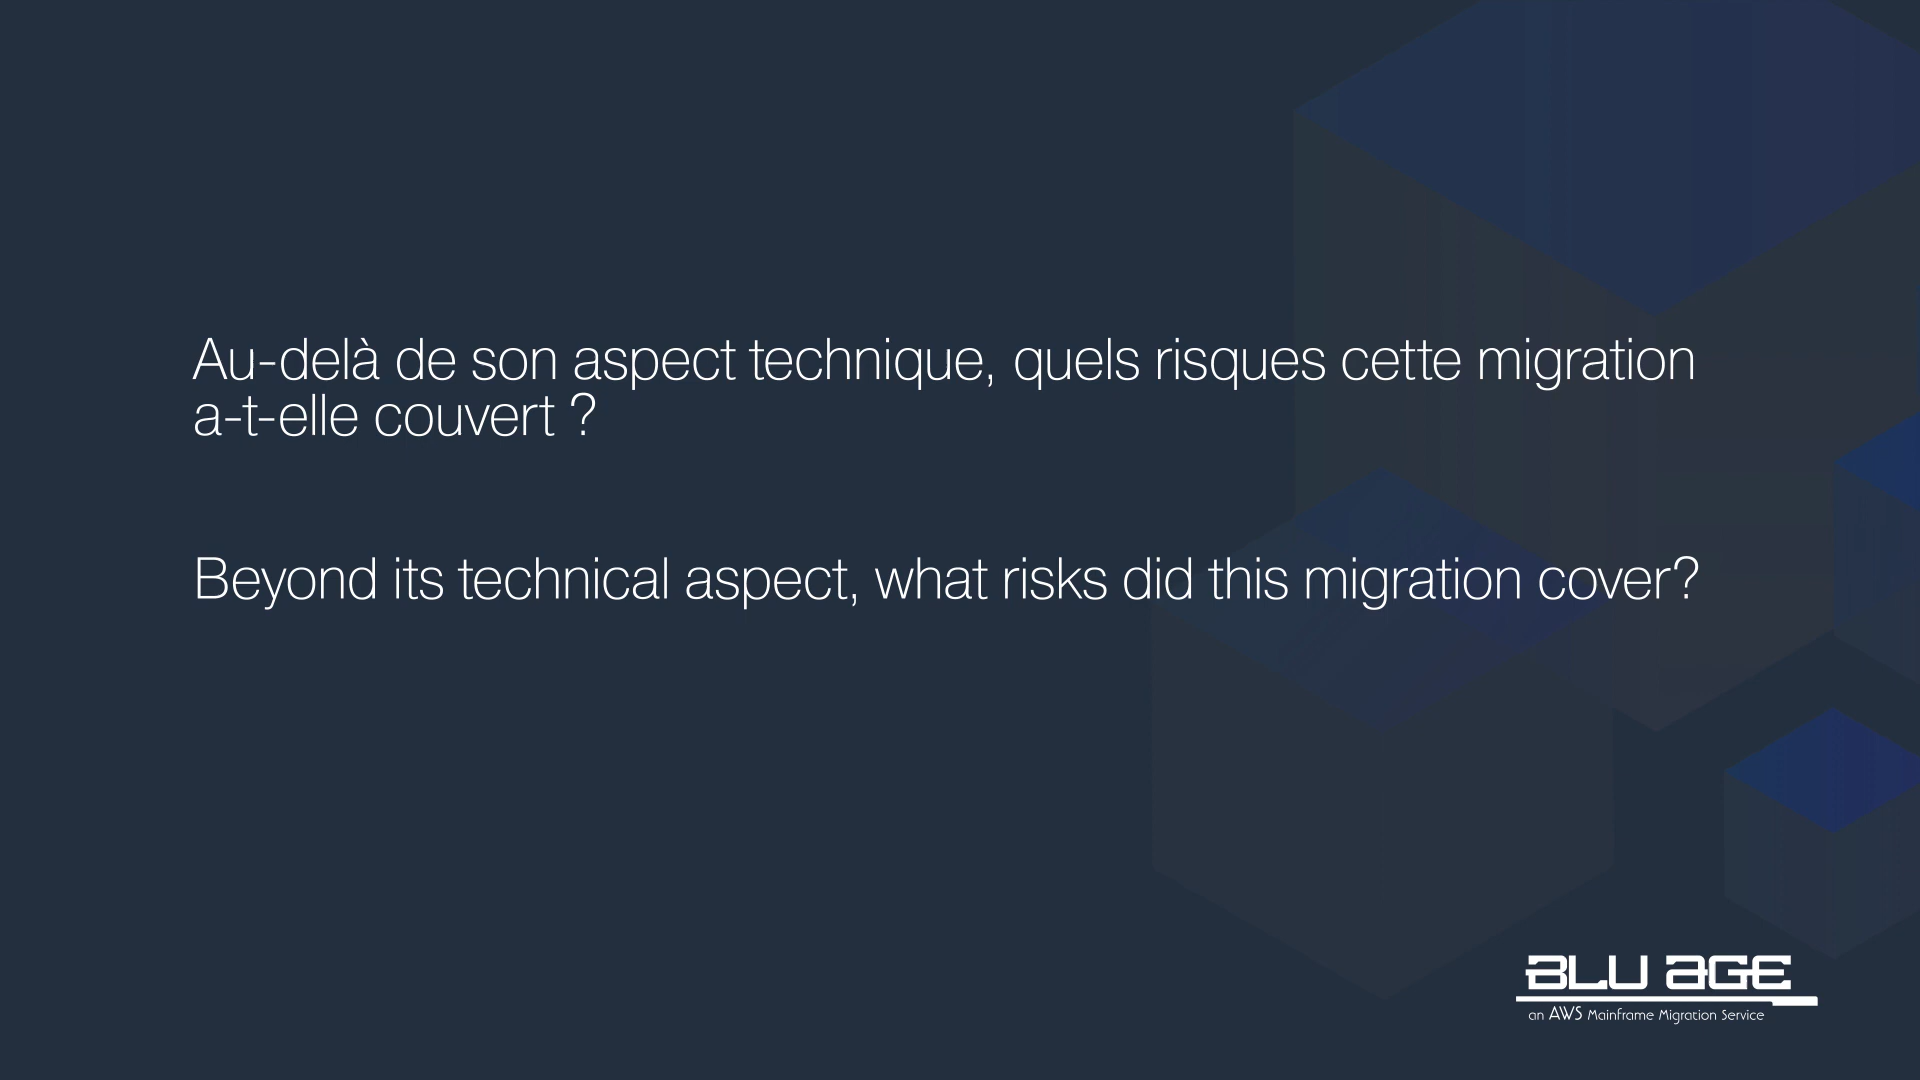 Au-delà de son aspect technique, quels risques cette migration
a-t-elle couvert ?
Beyond its technical aspect, what risks did this migration cover?
BLU AGE
an AWS Mainframe Migration Service